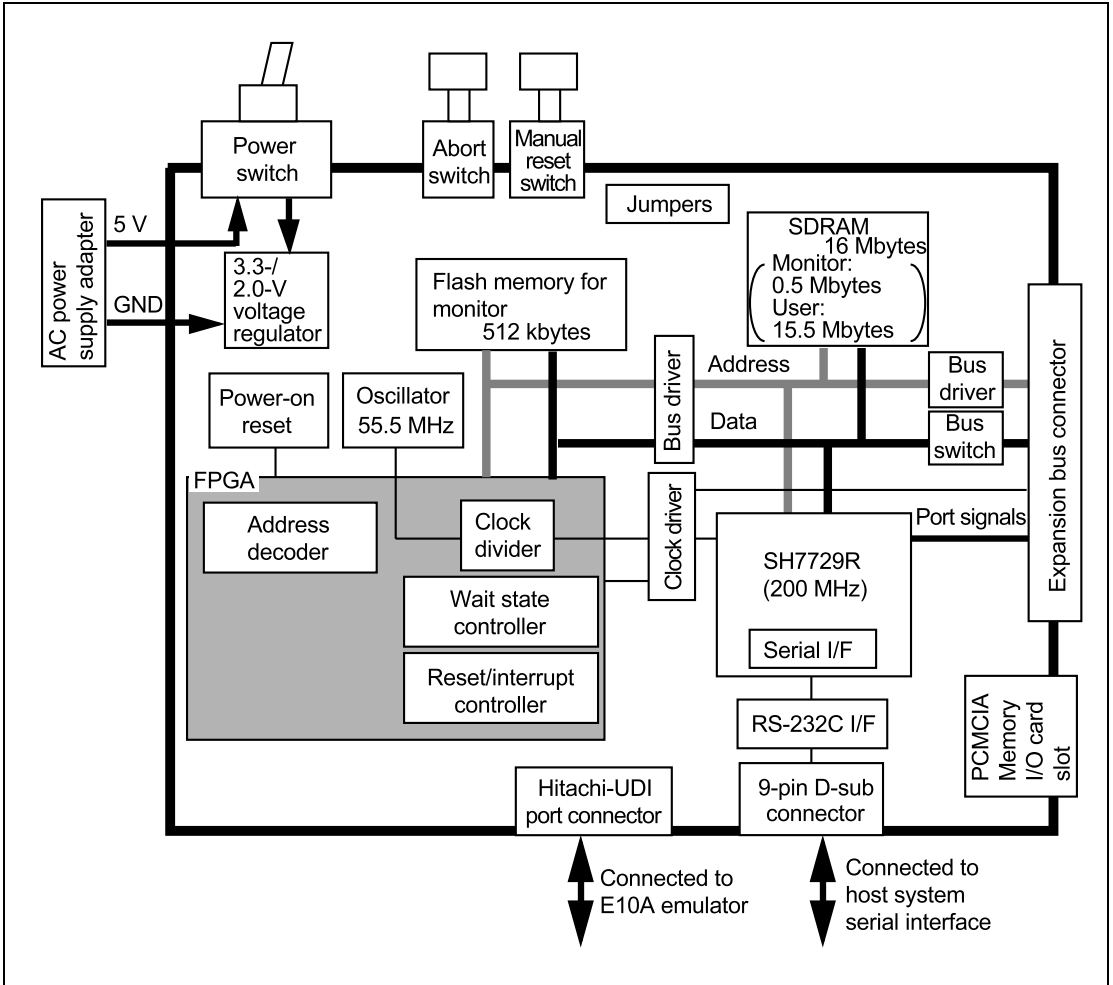 Power
switch
Abort
switch
Manual
reset
switch
Jumpers
AC power
supply adapter
5 V
GND
3.3-/
2.0-V
voltage
regulator
Flash memory for
monitor
512 kbytes
SDRAM
16 Mbytes
Monitor:
0.5 Mbytes
User:
15.5 Mbytes
Power-on
reset
Oscillator
55.5 MHz
Bus driver
Address
Data
Bus
driver
Bus
switch
Expansion bus connector
FPGA
Address
decoder
Clock
divider
Wait state
controller
Reset/interrupt
controller
Clock driver
Port signals
SH7729R
(200 MHz)
Serial I/F
RS-232C I/F
PCMCIA
Memory
I/O card
slot
Hitachi-UDI
port connector
9-pin D-sub
connector
Connected to
E10A emulator
Connected to
host system
serial interface